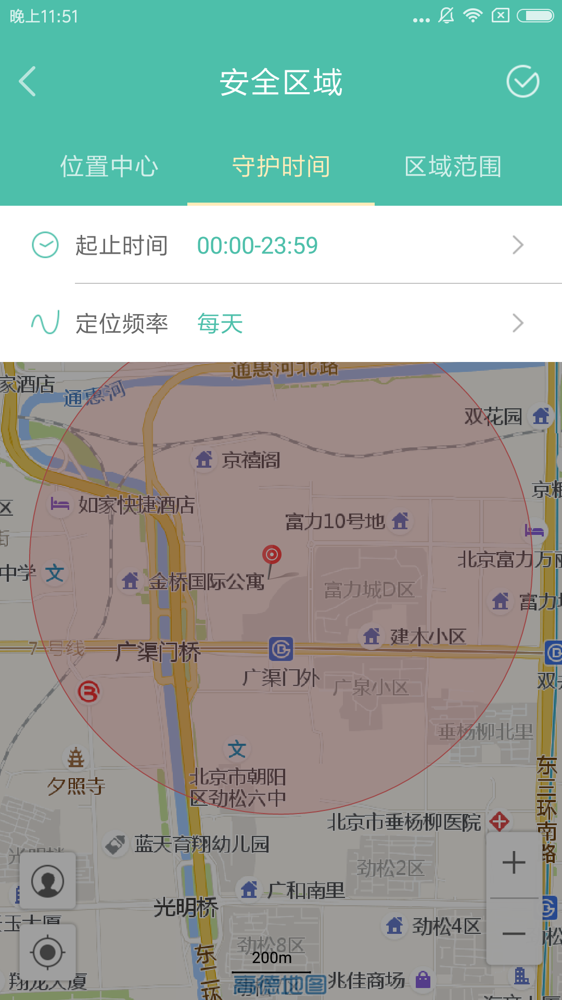 晚上11:51
安全区域
位置中心 守护时间 区域范围
起止时间 00:00-23:59
定位频率 每天
通惠河北路
家酒店
通惠河
双花园
京禧阁
如家快捷酒店
区
富力10号地
街
北京富力万丽
中学
金桥国际公寓
富力城D区
富力
建木小区
7号线
广渠门桥
广渠门外
广泉小区
垂杨柳北里
北京市朝阳
区劲松六中
夕照寺
东三环南路
北京市垂杨柳医院
蓝天育翔幼儿园
劲松2区
广和南里
光明桥
玉大厦
劲松4区
劲松8区
东二环
200m
高德地图
翔龙大厦
兆佳商场